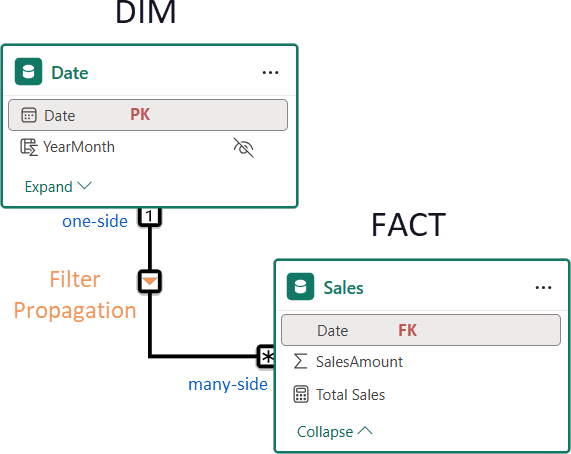 DIM
Date
Date PK
YearMonth
Expand
one-side
1
Filter
Propagation
FACT
Sales
Date FK
SalesAmount
Total Sales
Collapse
*
many-side